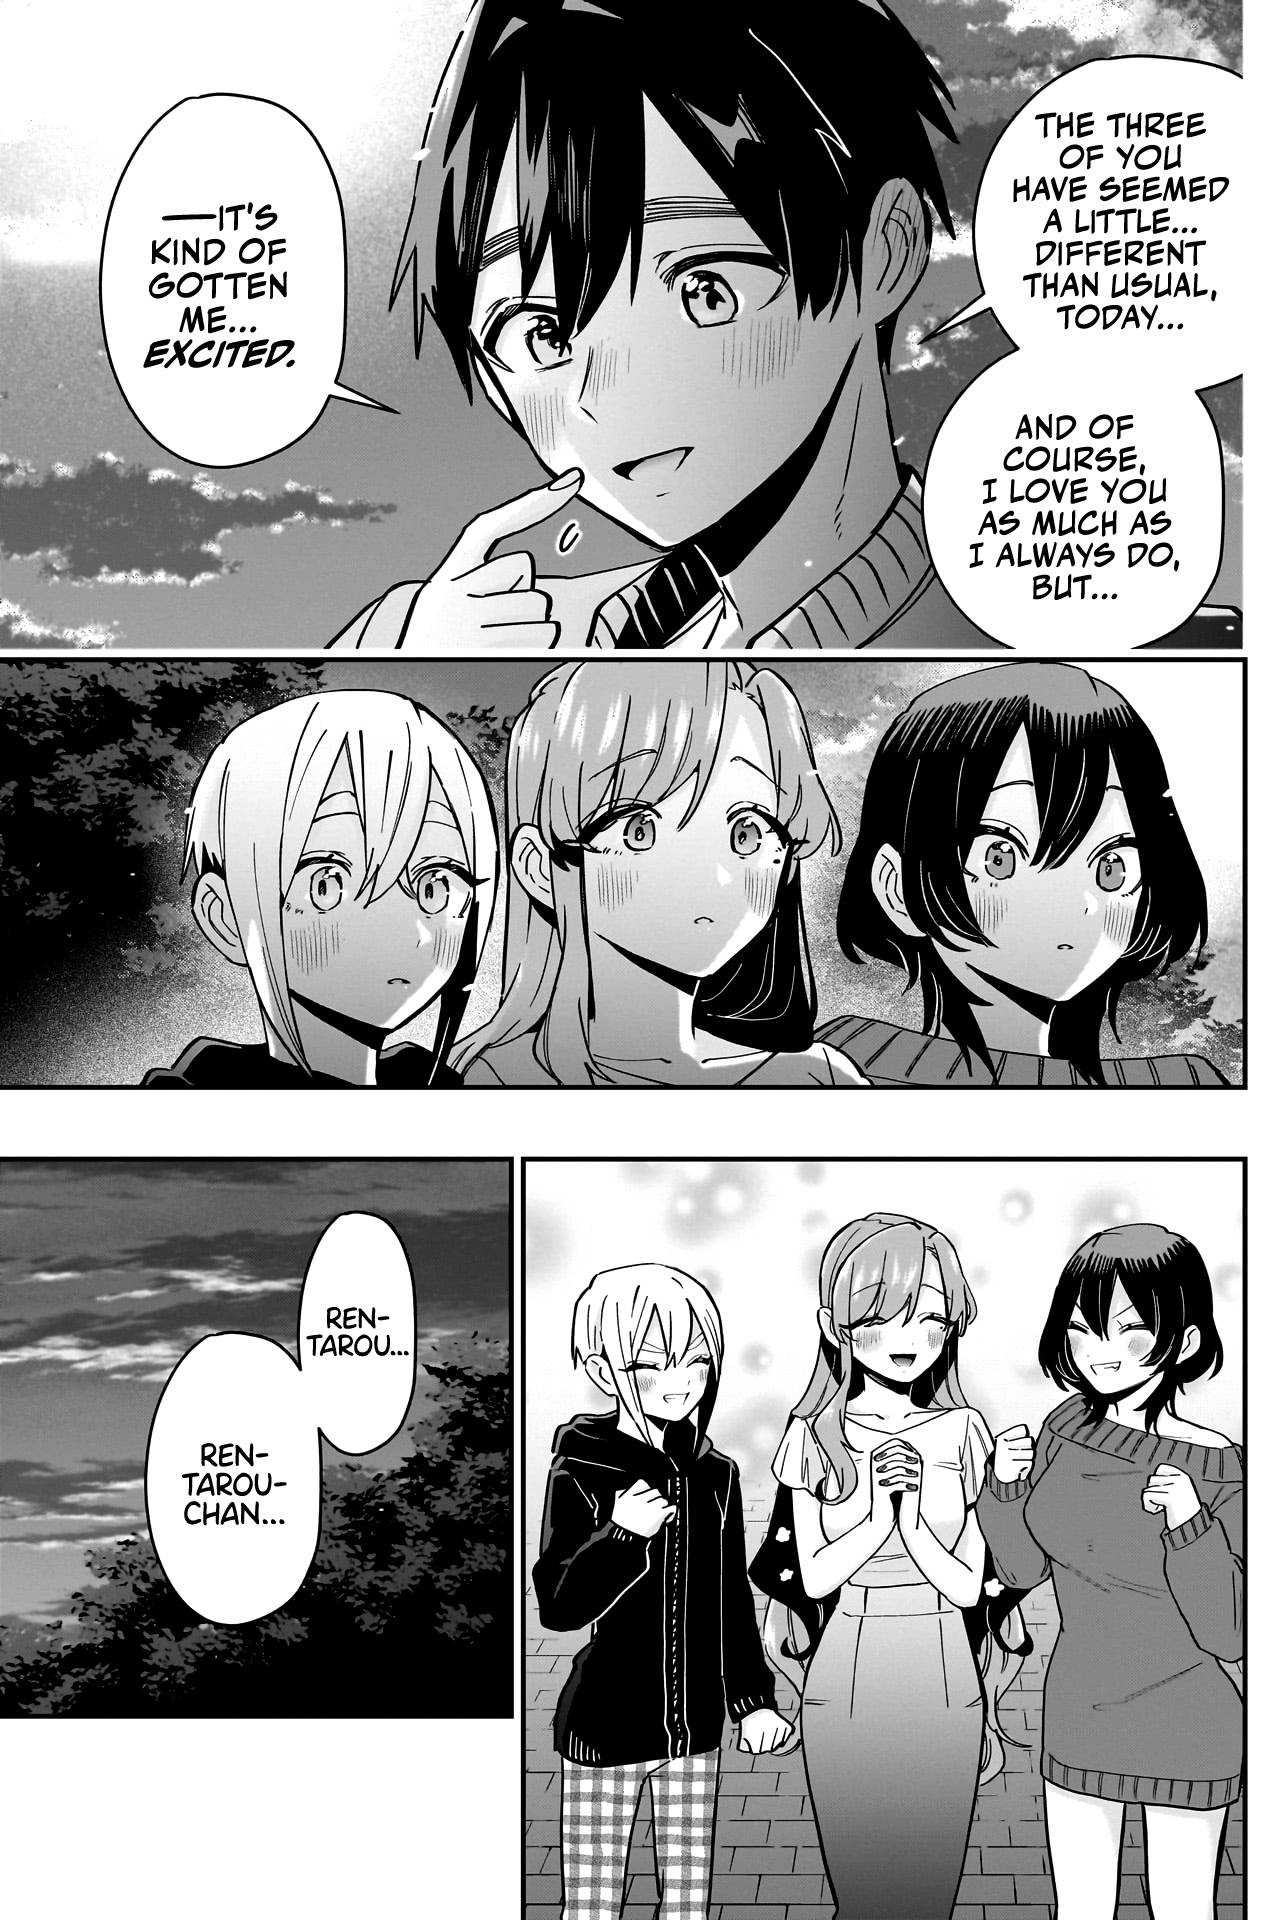 THE THREE
OF YOU
HAVE SEEMED
A LITTLE...
DIFFERENT
THAN USUAL,
TODAY...
AND OF
COURSE,
I LOVE YOU
AS MUCH AS
I ALWAYS DO,
BUT...
—IT'S
KIND OF
GOTTEN
ME...
EXCITED.
REN-
TAROU...
REN-
TAROU-
CHAN...